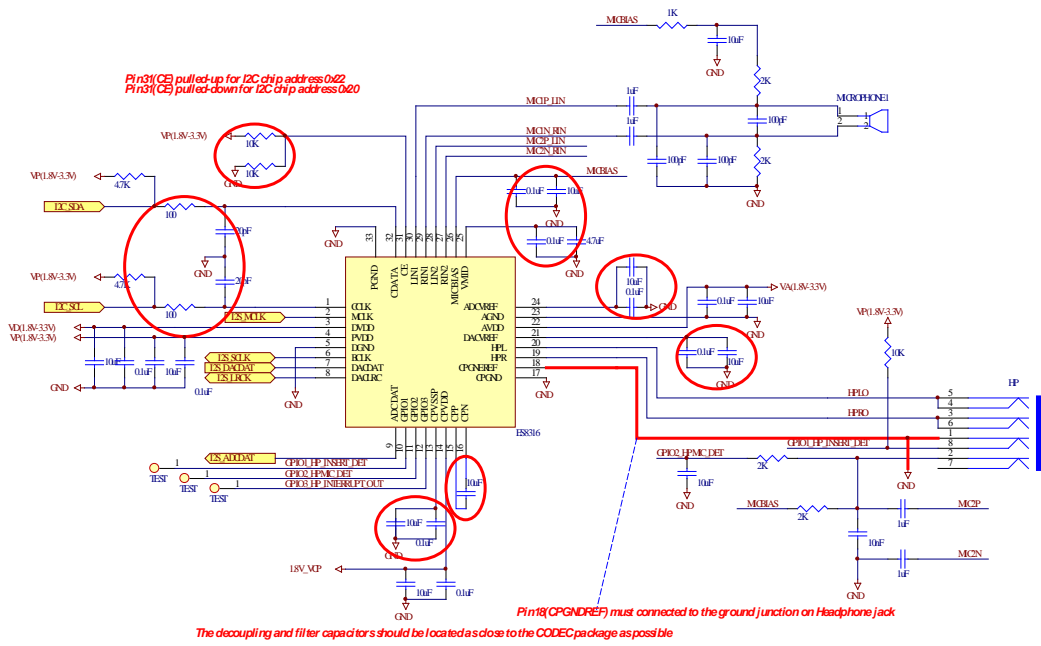 MICBIAS
1K
10uF
GND
Pin31(CE) pulled-up for I2C chip address 0x22
Pin31(CE) pulled-down for I2C chip address 0x20
2K
1uF
MIC1P_LIN
MICROPHONE1
1
2
1
2
100pF
VP(1.8V-3.3V)
10K
10K
GND
1uF
MIC1N_RIN
MIC2P_LIN
MIC2N_RIN
100pF
100pF
2K
GND
VP(1.8V-3.3V)
4.7K
MICBIAS
0.1uF
10uF
GND
I2C_SDA
100
GND
GND
0.1uF
4.7uF
GND
33
32
31
30
29
28
27
26
25
PGND
CDATA
CE
LIN1
RIN1
LIN2
RIN2
MICBIAS
VMID
VP(1.8V-3.3V)
4.7K
10uF
0.1uF
GND
VA(1.8V-3.3V)
0.1uF
10uF
GND
I2C_SCL
100
I2S_MCLK
VD(1.8V-3.3V)
VP(1.8V-3.3V)
10uF
0.1uF
10uF
0.1uF
GND
1
2
3
4
5
6
7
8
CCLK
MCLK
DVDD
PVDD
DGND
BCLK
DACDAT
DACLRC
ADCVREF
AGND
AVDD
DACVREF
HPL
HPR
CPGNDREF
CPGND
24
23
22
21
20
19
18
17
I2S_SCLK
I2S_DACDAT
I2S_LRCK
GND
GND
0.1uF
10uF
GND
VP(1.8V-3.3V)
10K
HP
HPLO
HPRO
GPIO1_HP_INSERT_DET
5
4
3
6
1
8
2
7
ADCDAT
GPIO1
GPIO2
GPIO3
CPVSSP
CPVDD
CPP
CPN
ES8316
9
10
11
12
13
14
15
16
I2S_ADCDAT
1
GPIO1_HP_INSERT_DET
TEST
1
GPIO2_HPMIC_DET
TEST
1
GPIO3_HP_INTERRUPT OUT
TEST
10uF
GPIO2_HPMIC_DET
2K
GND
10uF
GND
MICBIAS
2K
1uF
MIC2P
10nF
1uF
MIC2N
GND
10uF
0.1uF
GND
1.8V_VCP
10uF
0.1uF
GND
Pin18(CPGNDREF) must connected to the ground junction on Headphone jack
The decoupling and filter capacitors should be located as close to the CODEC package as possible